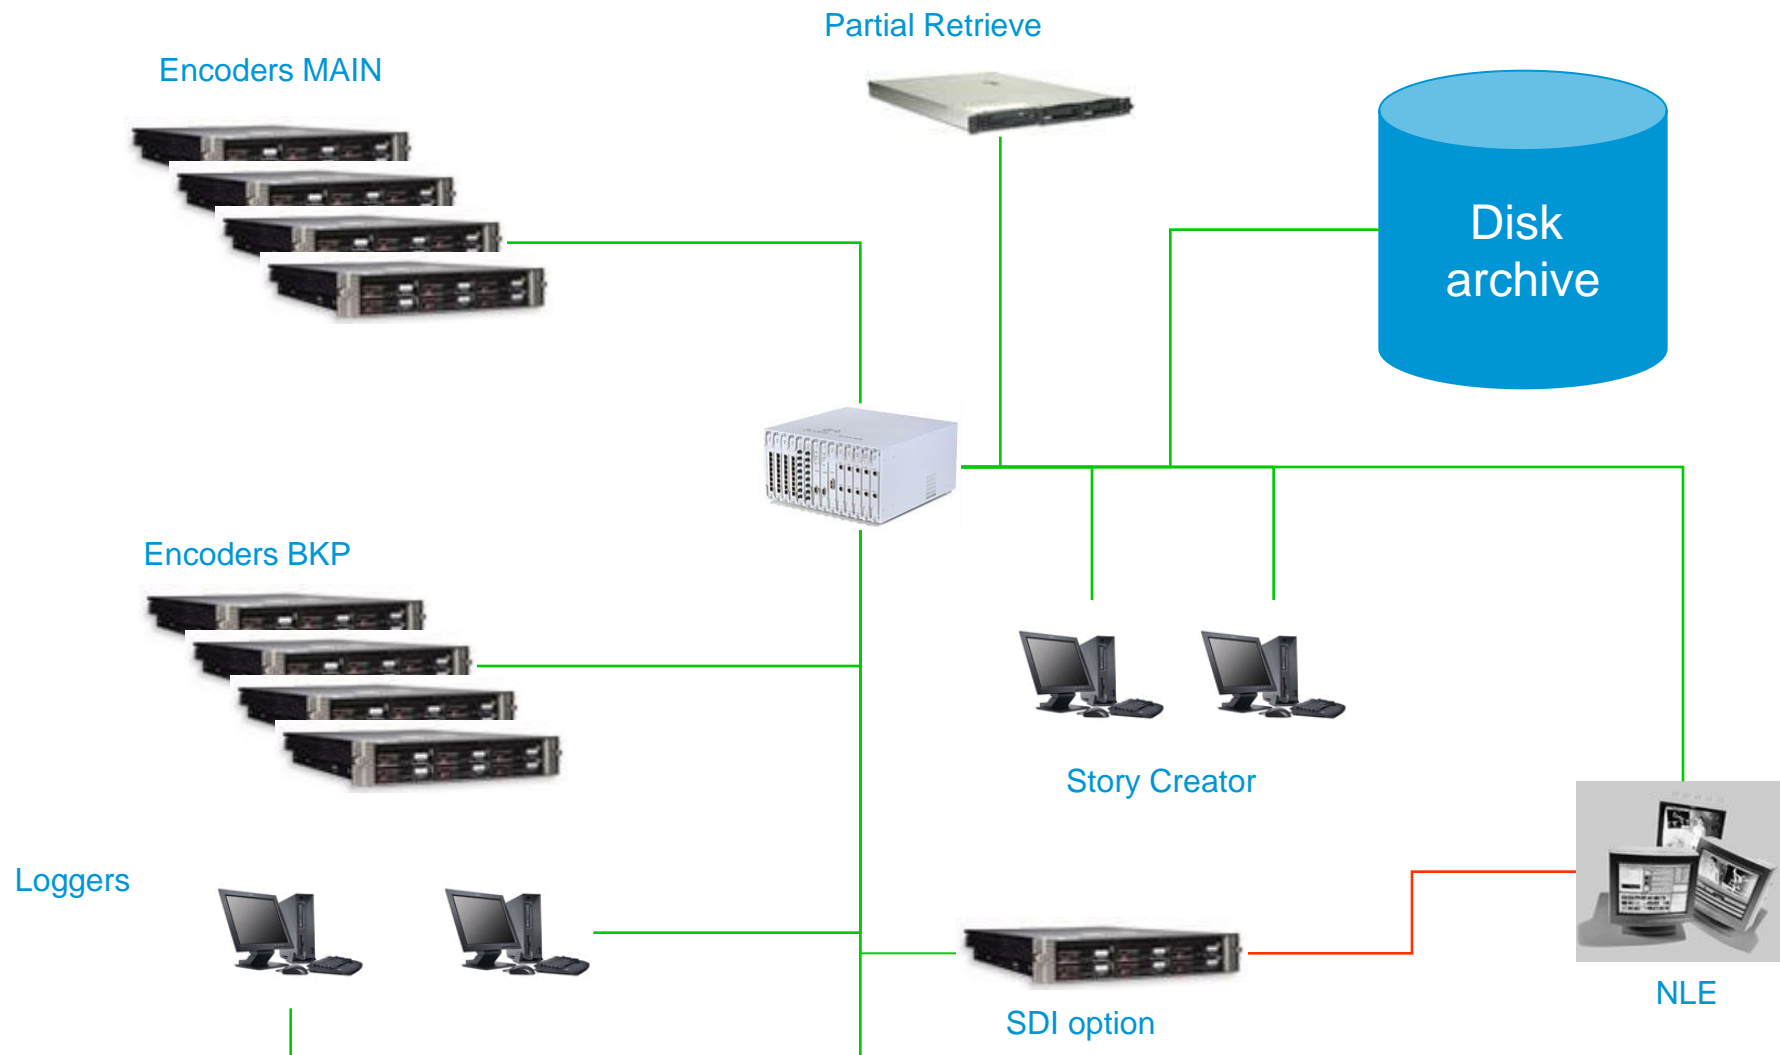 Partial Retrieve
Encoders MAIN
Disk
archive
Encoders BKP
Story Creator
Loggers
NLE
SDI option